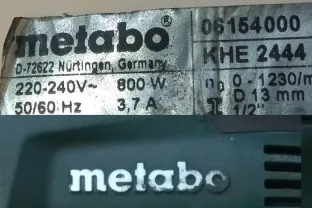 metabo
06154000
D-72622 Nürtingen, Germany
KHE 2444
220-240V~ 800 W
n₀ 0-1230/m
50/60 Hz 3,7 A
D 13 mm
1/2"
metabo